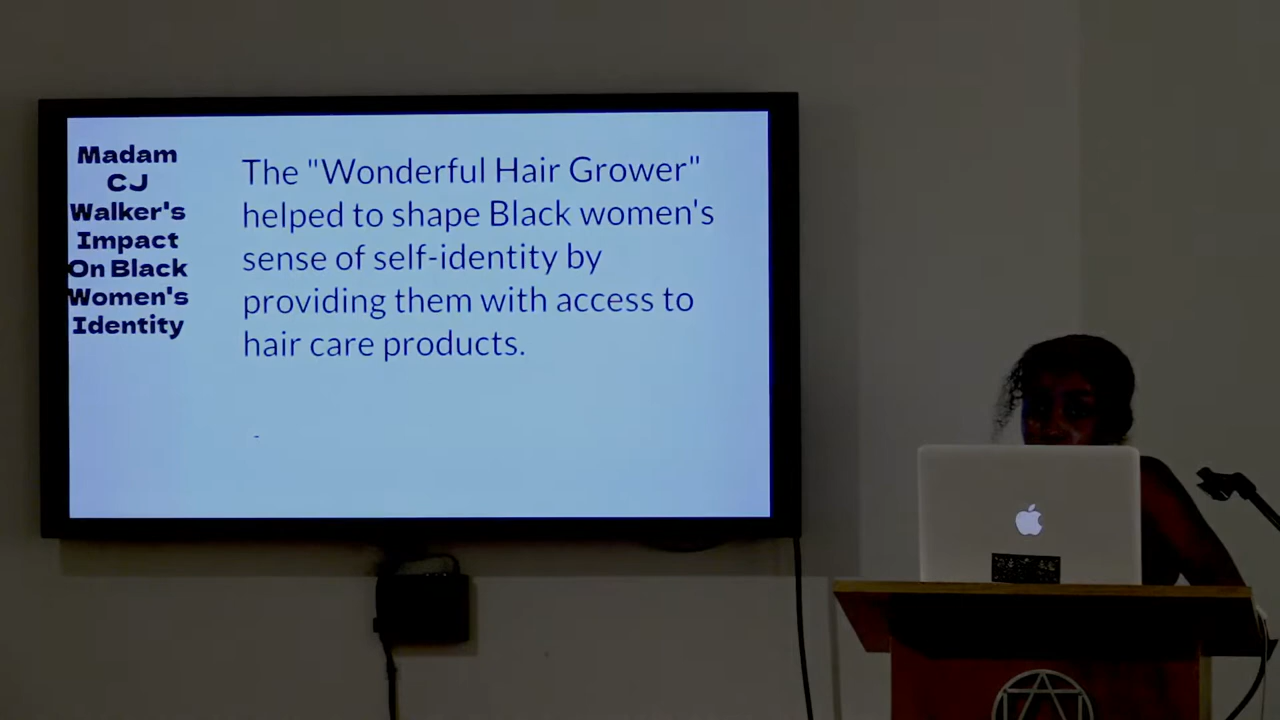 Madam
CJ
Walker's
Impact
On Black
Women's
Identity
The "Wonderful Hair Grower"
helped to shape Black women's
sense of self-identity by
providing them with access to
hair care products.
-